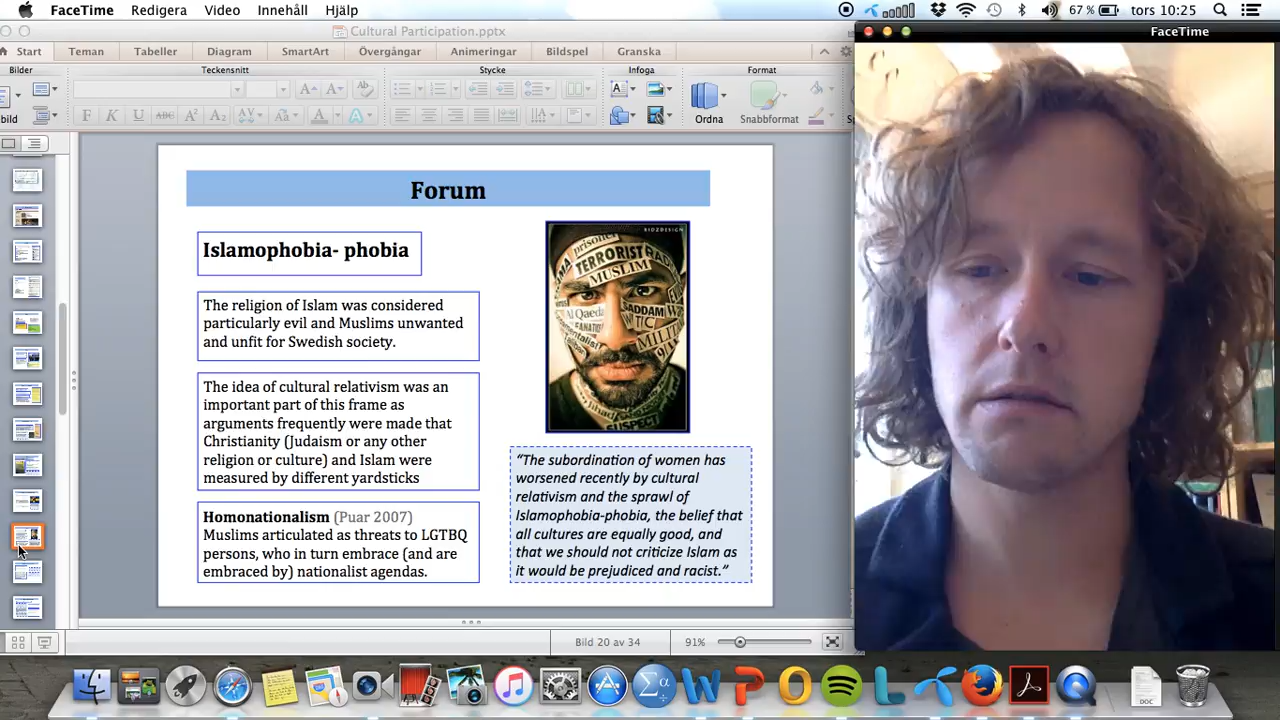 FaceTime Redigera Video Innehåll Hjälp 67 % tors 10:25
Cultural Participation.pptx
FaceTime
Start Teman Tabeller Diagram SmartArt Övergångar Animeringar Bildspel Granska
Bilder Teckensnitt Stycke Infoga Format
bild F K U Ordna Snabbformat
Forum
Islamophobia- phobia
The religion of Islam was considered
particularly evil and Muslims unwanted
and unfit for Swedish society.
The idea of cultural relativism was an
important part of this frame as
arguments frequently were made that
Christianity (Judaism or any other
religion or culture) and Islam were
measured by different yardsticks
Homonationalism (Puar 2007)
Muslims articulated as threats to LGTBQ
persons, who in turn embrace (and are
embraced by) nationalist agendas.
prisoner
TERRORIST
MUSLIM
Al Qaeda
SADDAM
WTC
Jihad
SUSPECT
“The subordination of women has
worsened recently by cultural
relativism and the sprawl of
Islamophobia-phobia, the belief that
all cultures are equally good, and
that we should not criticize Islam as
it would be prejudiced and racist.”
Bild 20 av 34 91%
DOC